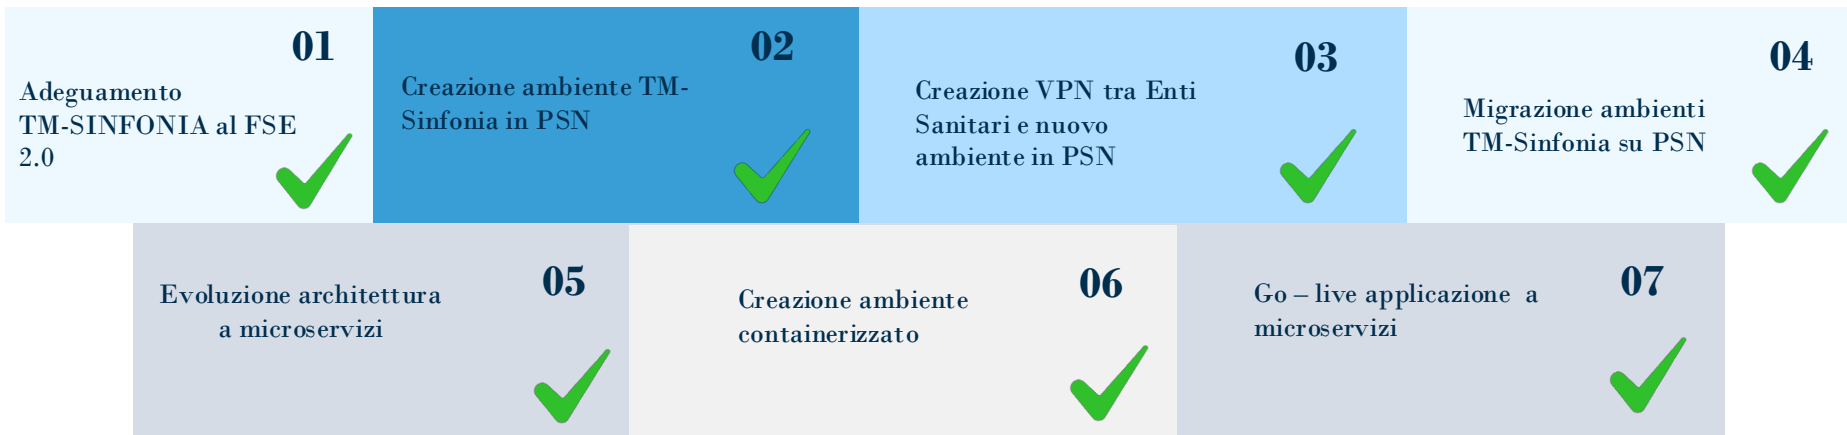 01
Adeguamento
TM-SINFONIA al FSE
2.0
02
Creazione ambiente TM-
Sinfonia in PSN
03
Creazione VPN tra Enti
Sanitari e nuovo
ambiente in PSN
04
Migrazione ambienti
TM-Sinfonia su PSN
05
Evoluzione architettura
a microservizi
06
Creazione ambiente
containerizzato
07
Go – live applicazione a
microservizi